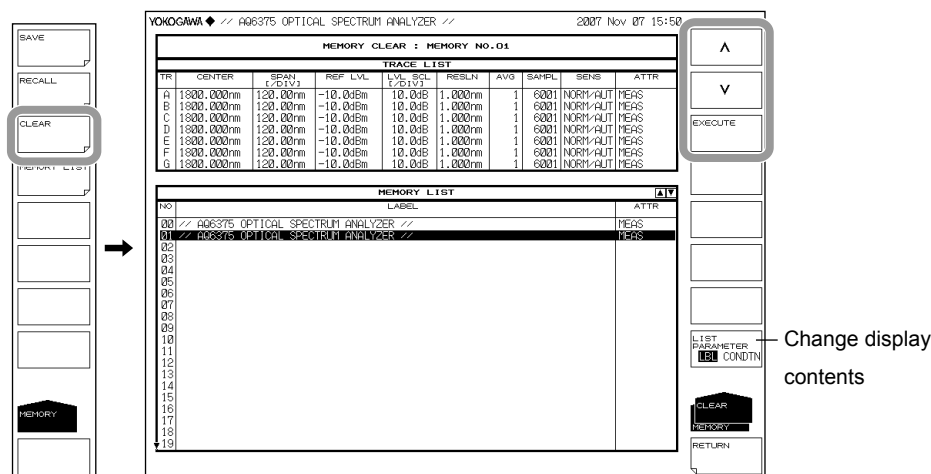 SAVE
RECALL
CLEAR
MEMORY LIST
MEMORY
YOKOGAWA ◆ // AQ6375 OPTICAL SPECTRUM ANALYZER // 2007 Nov 07 15:50
MEMORY CLEAR : MEMORY NO.01
TRACE LIST
TR CENTER SPAN [/DIV] REF LVL LVL SCL [/DIV] RESLN AVG SAMPL SENS ATTR
A 1800.000nm 120.00nm -10.0dBm 10.0dB 1.000nm 1 6001 NORM/AUT MEAS
B 1800.000nm 120.00nm -10.0dBm 10.0dB 1.000nm 1 6001 NORM/AUT MEAS
C 1800.000nm 120.00nm -10.0dBm 10.0dB 1.000nm 1 6001 NORM/AUT MEAS
D 1800.000nm 120.00nm -10.0dBm 10.0dB 1.000nm 1 6001 NORM/AUT MEAS
E 1800.000nm 120.00nm -10.0dBm 10.0dB 1.000nm 1 6001 NORM/AUT MEAS
F 1800.000nm 120.00nm -10.0dBm 10.0dB 1.000nm 1 6001 NORM/AUT MEAS
G 1800.000nm 120.00nm -10.0dBm 10.0dB 1.000nm 1 6001 NORM/AUT MEAS
MEMORY LIST
NO LABEL ATTR
00 // AQ6375 OPTICAL SPECTRUM ANALYZER // MEAS
01 // AQ6375 OPTICAL SPECTRUM ANALYZER // MEAS
02
03
04
05
06
07
08
09
10
11
12
13
14
15
16
17
18
19
EXECUTE
LIST
PARAMETER
LBL CONDTN
CLEAR
MEMORY
RETURN
Change display
contents